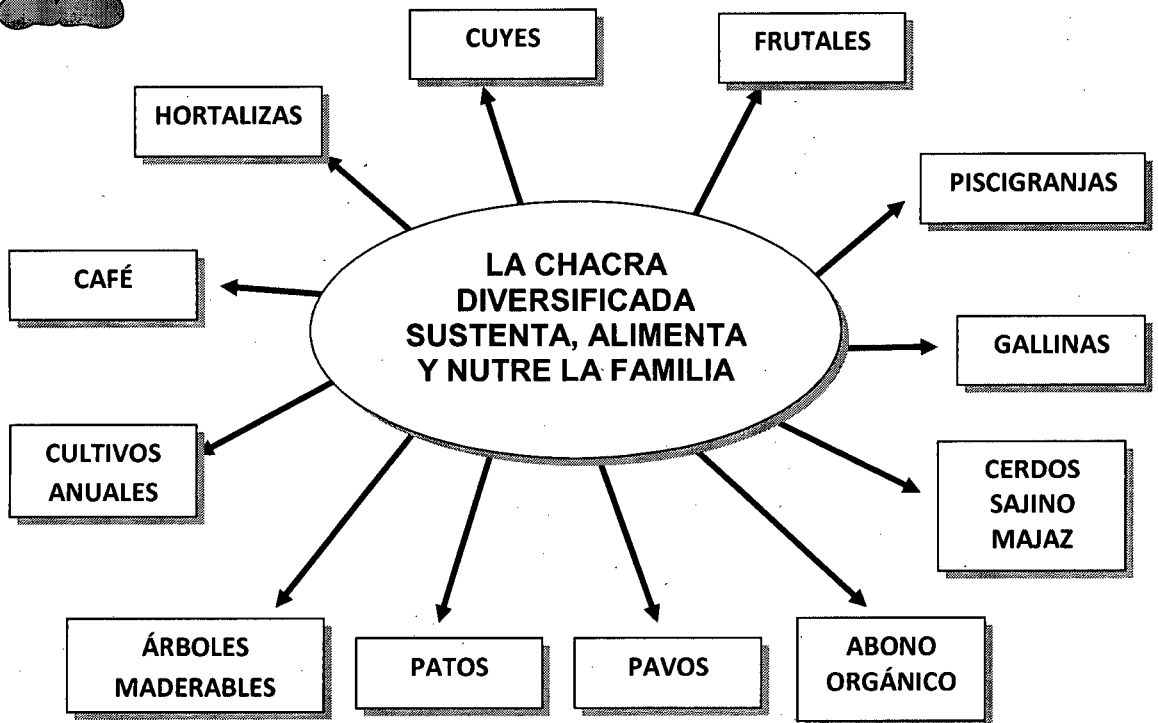 CUYES
FRUTALES
HORTALIZAS
PISCIGRANJAS
CAFÉ
LA CHACRA
DIVERSIFICADA
SUSTENTA, ALIMENTA
Y NUTRE LA FAMILIA
GALLINAS
CULTIVOS
ANUALES
CERDOS
SAJINO
MAJAZ
ÁRBOLES
MADERABLES
PATOS
PAVOS
ABONO
ORGÁNICO